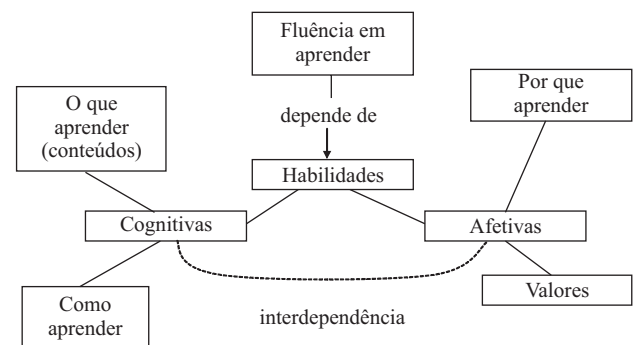 Fluência em
aprender
Por que
aprender
O que
aprender
(conteúdos)
depende de
Habilidades
Cognitivas
Afetivas
Como
aprender
Valores
interdependência